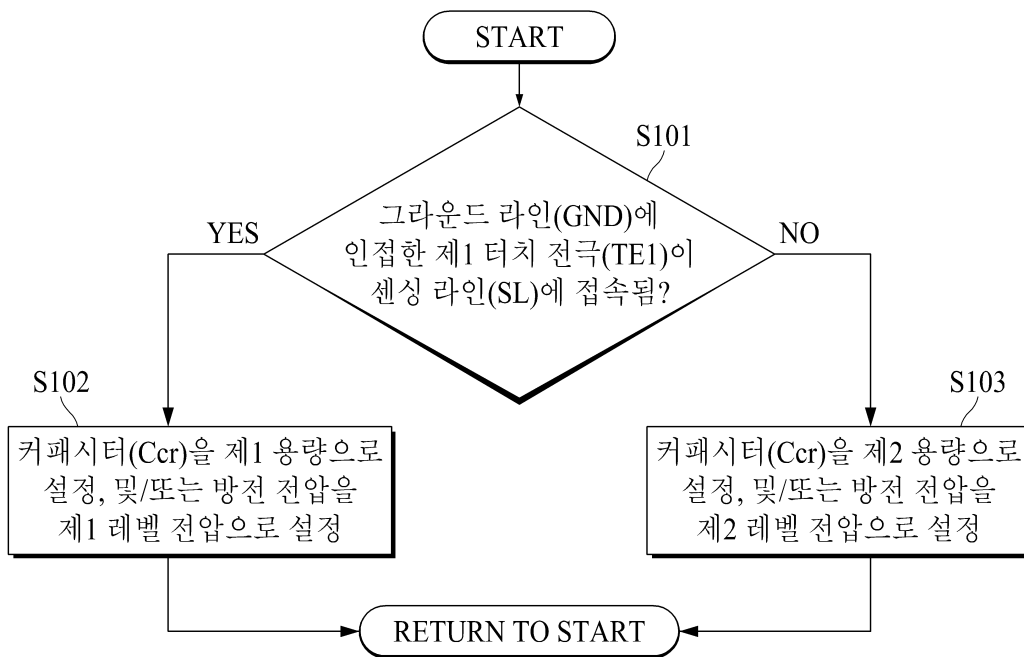 START
S101
그라운드 라인(GND)에
인접한 제1 터치 전극(TE1)이
센싱 라인(SL)에 접속됨?
YES
NO
S102
커패시터(Ccr)을 제1 용량으로
설정, 및/또는 방전 전압을
제1 레벨 전압으로 설정
S103
커패시터(Ccr)을 제2 용량으로
설정, 및/또는 방전 전압을
제2 레벨 전압으로 설정
RETURN TO START